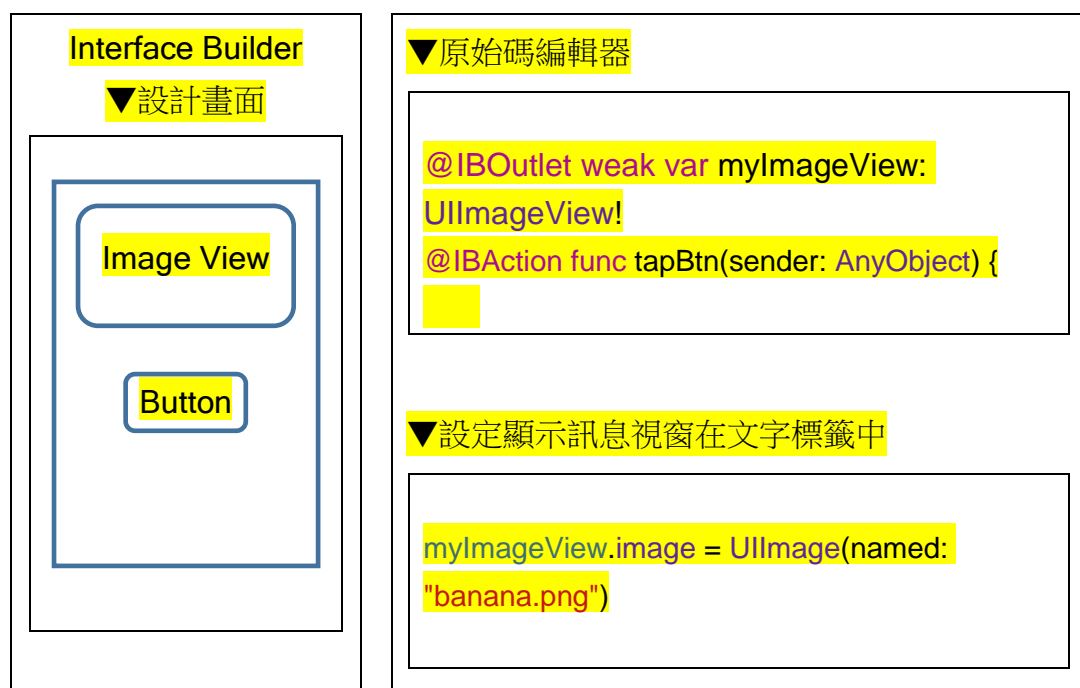 Interface Builder
▼設計畫面
Image View
Button
▼原始碼編輯器
@IBOutlet weak var myImageView:
UIImageView!
@IBAction func tapBtn(sender: AnyObject) {
▼設定顯示訊息視窗在文字標籤中
myImageView.image = UIImage(named:
"banana.png")